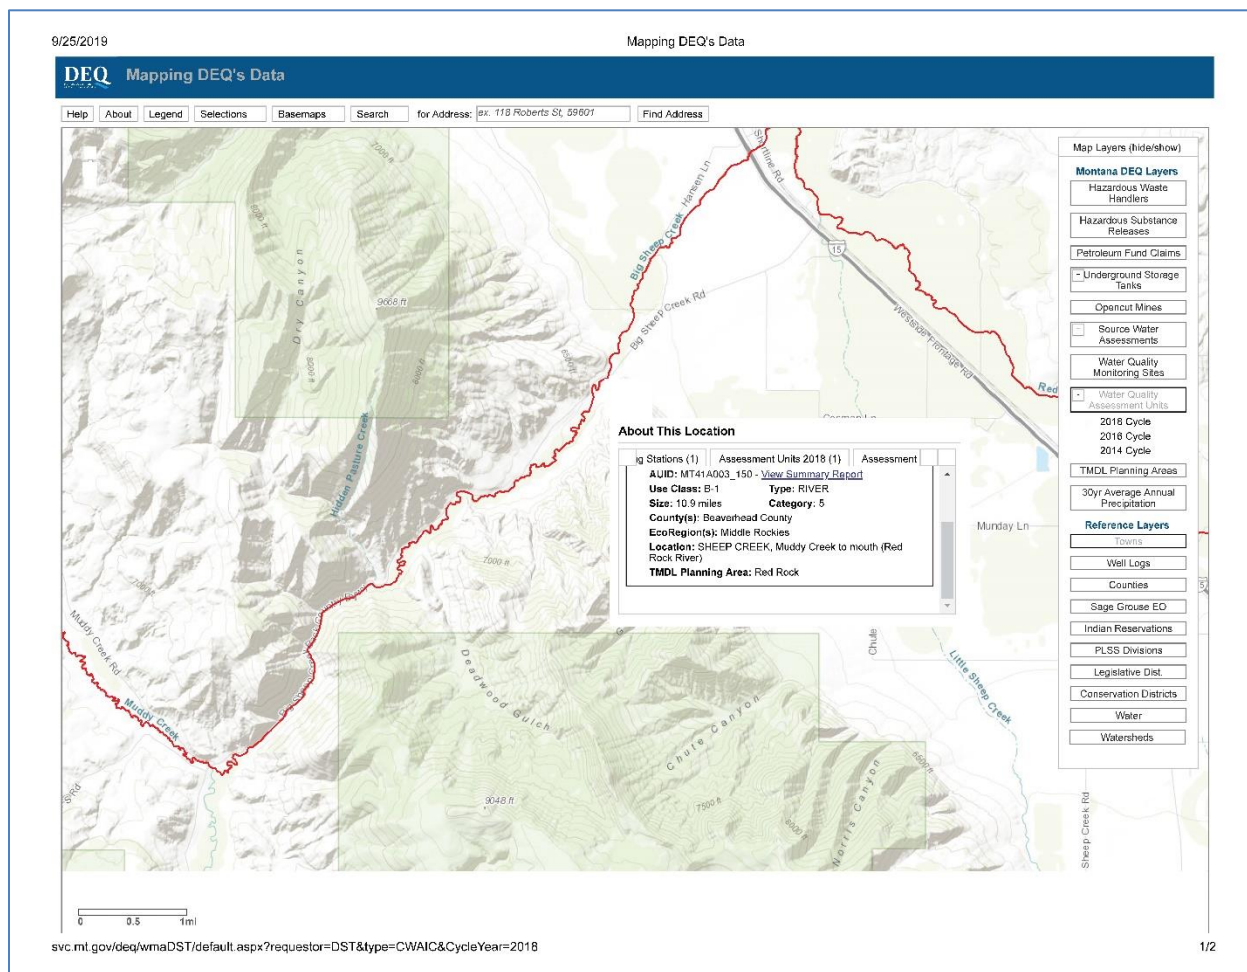 9/25/2019
Mapping DEQ's Data
DEQ
Mapping DEQ's Data
Help
About
Legend
Selections
Basemaps
Search
for Address:
ex. 118 Roberts St, 59601
Find Address
7000 ft
Shortline Rd
Hansen Ln
Big Sheep Creek
15
Dry Canyon
9668 ft
Big Sheep Creek Rd
Westside Frontage Rd
Red
Hidden Pasture Creek
7000 ft
Muddy Creek Rd
Muddy Creek
Deadwood Gulch
Chute Canyon
Norris Canyon
9048 ft
7500 ft
Chute
Little Sheep Creek
Munday Ln
Sheep Creek Rd
S Rd
About This Location
ig Stations (1)
Assessment Units 2018 (1)
Assessment
AUID: MT41A003_150 - View Summary Report
Use Class: B-1 Type: RIVER
Size: 10.9 miles Category: 5
County(s): Beaverhead County
EcoRegion(s): Middle Rockies
Location: SHEEP CREEK, Muddy Creek to mouth (Red
Rock River)
TMDL Planning Area: Red Rock
Map Layers (hide/show)
Montana DEQ Layers
Hazardous Waste
Handlers
Hazardous Substance
Releases
Petroleum Fund Claims
Underground Storage
Tanks
Opencut Mines
Source Water
Assessments
Water Quality
Monitoring Sites
Water Quality
Assessment Units
2018 Cycle
2016 Cycle
2014 Cycle
TMDL Planning Areas
30yr Average Annual
Precipitation
Reference Layers
Towns
Well Logs
Counties
Sage Grouse EO
Indian Reservations
PLSS Divisions
Legislative Dist.
Conservation Districts
Water
Watersheds
0 0.5 1mi
svc.mt.gov/deq/wmaDST/default.aspx?requestor=DST&type=CWAIC&CycleYear=2018
1/2